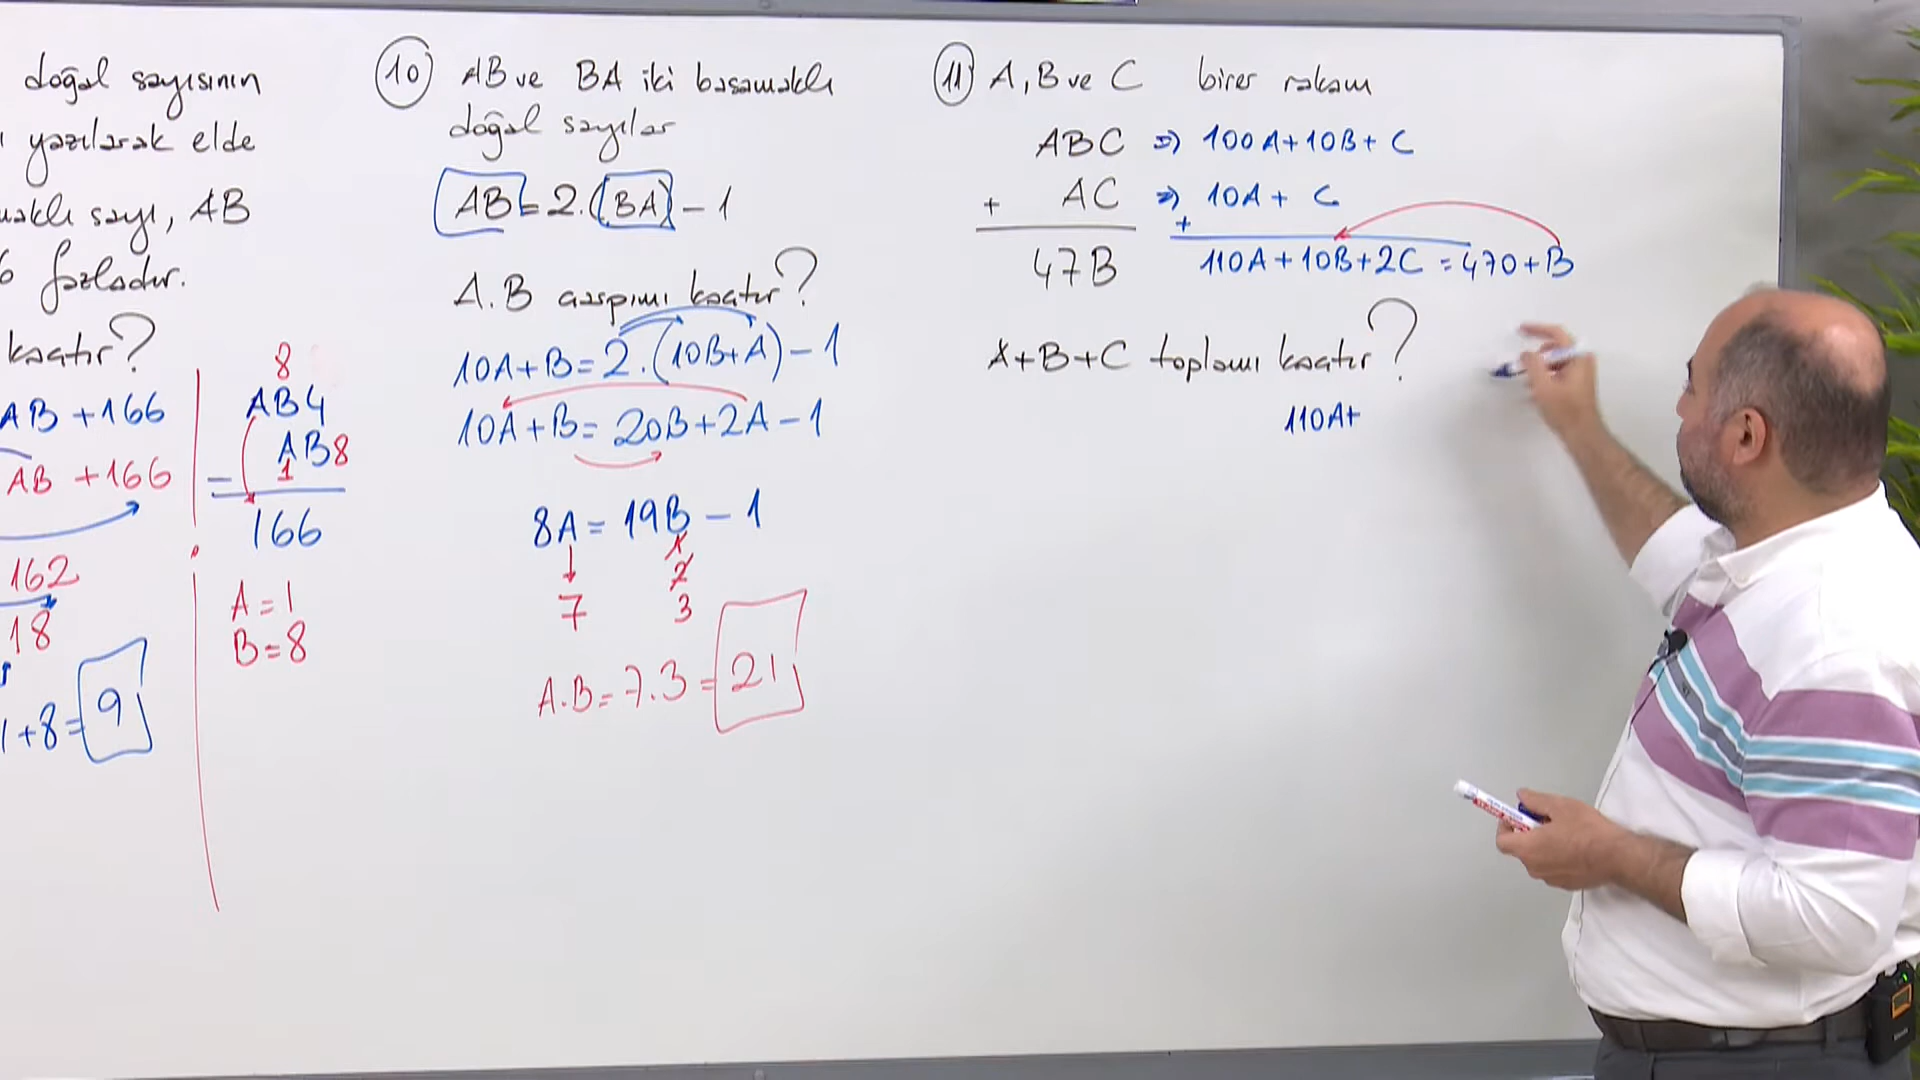 doğal sayısının
yazılarak elde
sayı, AB
fazladır.
kaçtır?
AB + 166
AB + 166
162
18
1 + 8 = 9
8
AB4
AB8
1
-
166
A = 1
B = 8
10 AB ve BA iki basamaklı
doğal sayılar
AB = 2.(BA) - 1
A.B çarpımı kaçtır?
10A + B = 2.(10B + A) - 1
10A + B = 20B + 2A - 1
8A = 19B - 1
1
2
7 3
A.B = 7.3 = 21
11 A, B ve C birer rakam
ABC ⇒ 100A + 10B + C
+ AC ⇒ 10A + C
+
47B 110A + 10B + 2C = 470 + B
A + B + C toplamı kaçtır?
110A+